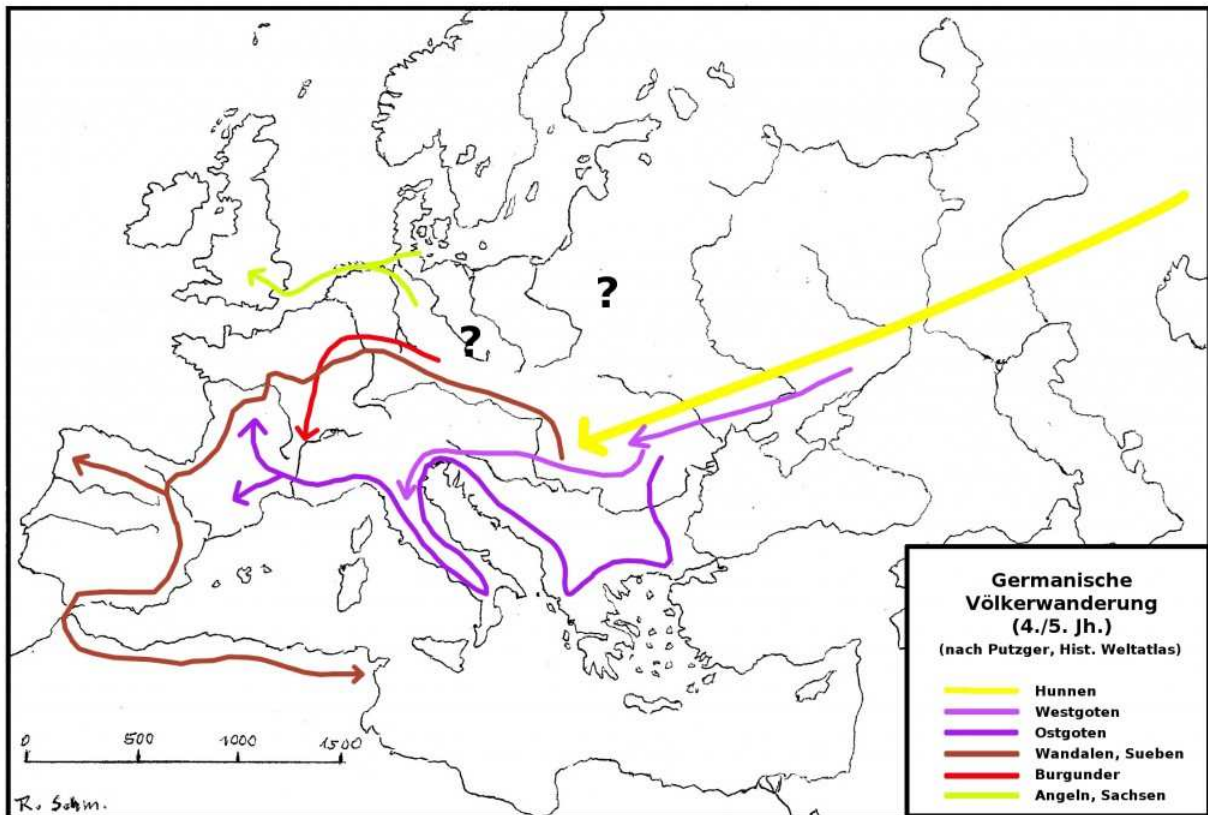 ?
?
Germanische
Völkerwanderung
(4./5. Jh.)
(nach Putzger, Hist. Weltatlas)
Hunnen
Westgoten
Ostgoten
Wandalen, Sueben
Burgunder
Angeln, Sachsen
0 500 1000 1500
R. Sehm.